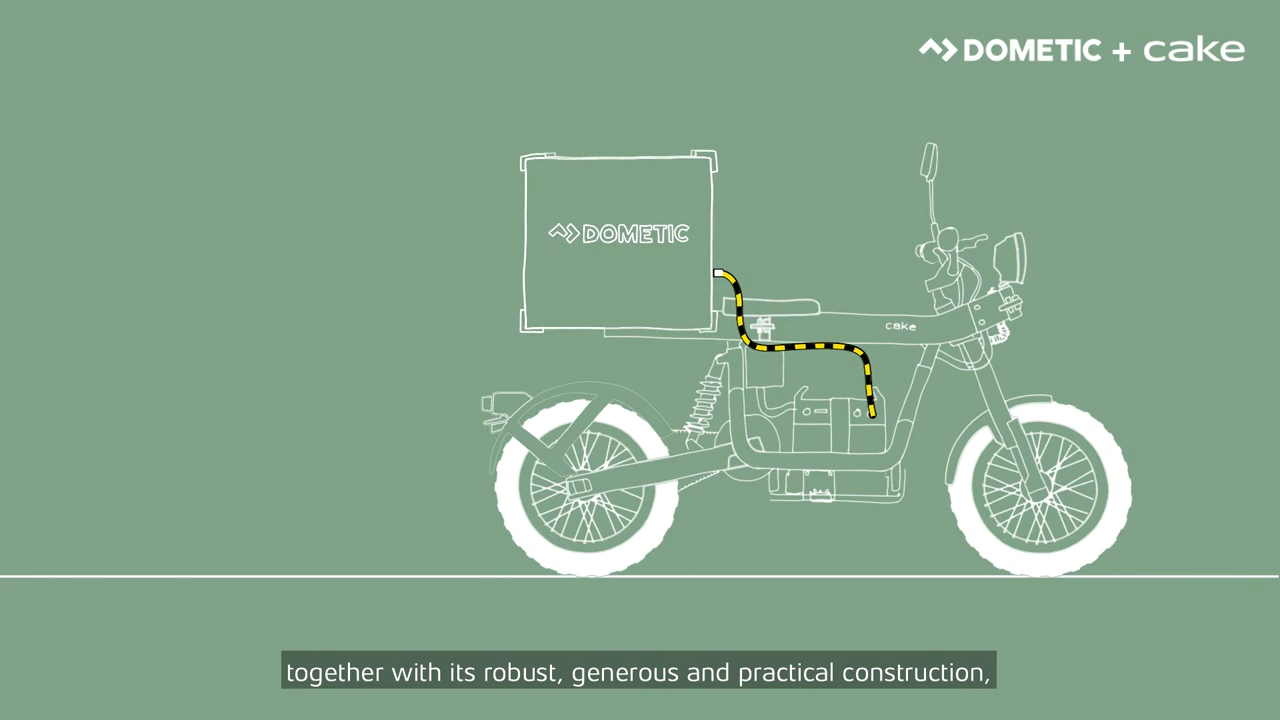 DOMETIC + cake
DOMETIC
cake
together with its robust, generous and practical construction,